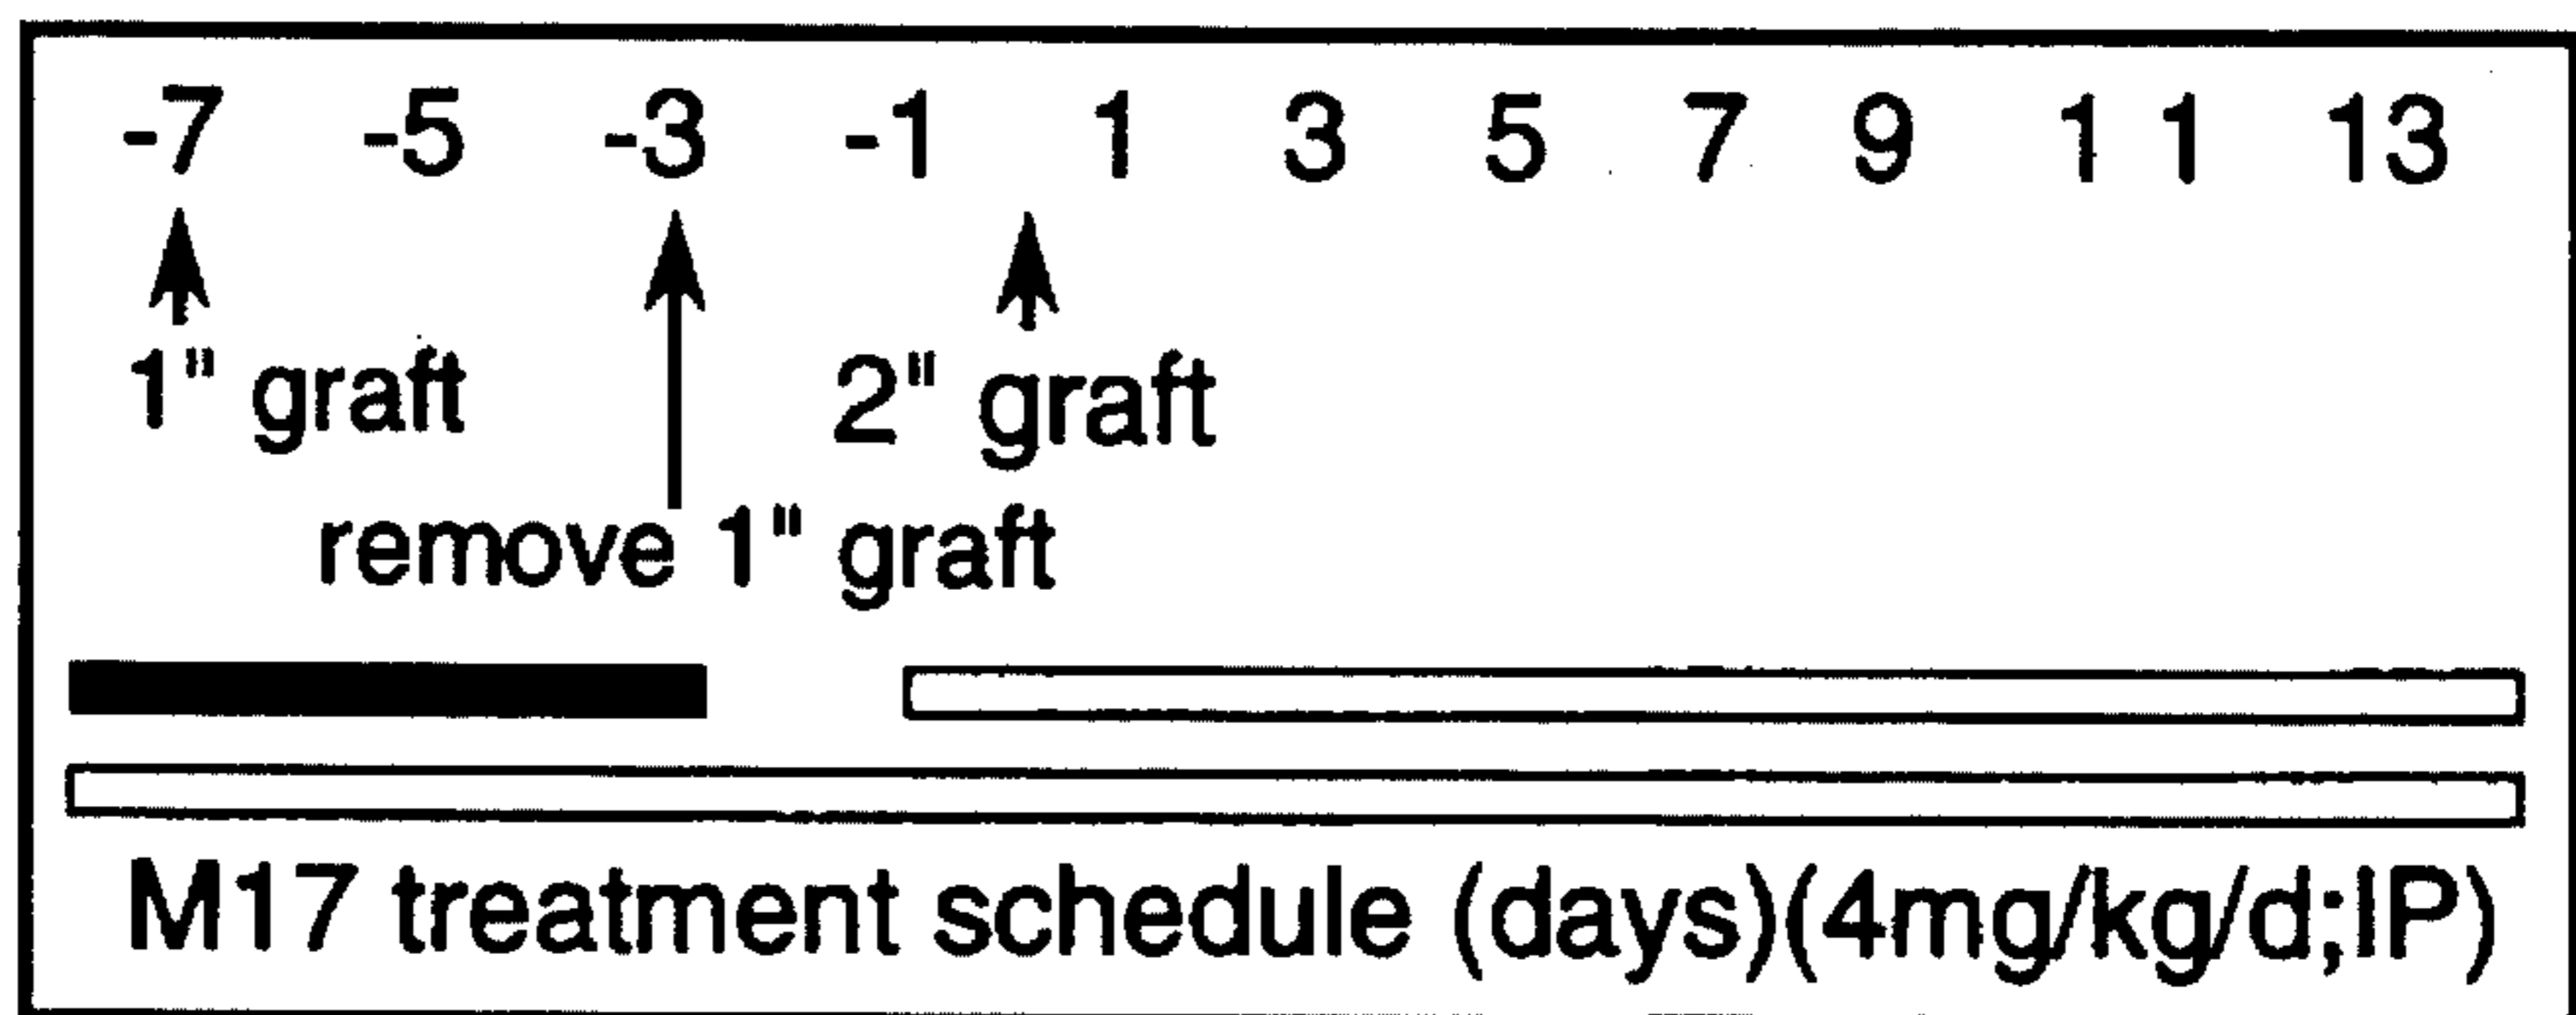 -7 -5 -3 -1 1 3 5 7 9 11 13
1" graft 2" graft
remove 1" graft
M17 treatment schedule (days)(4mg/kg/d;IP)